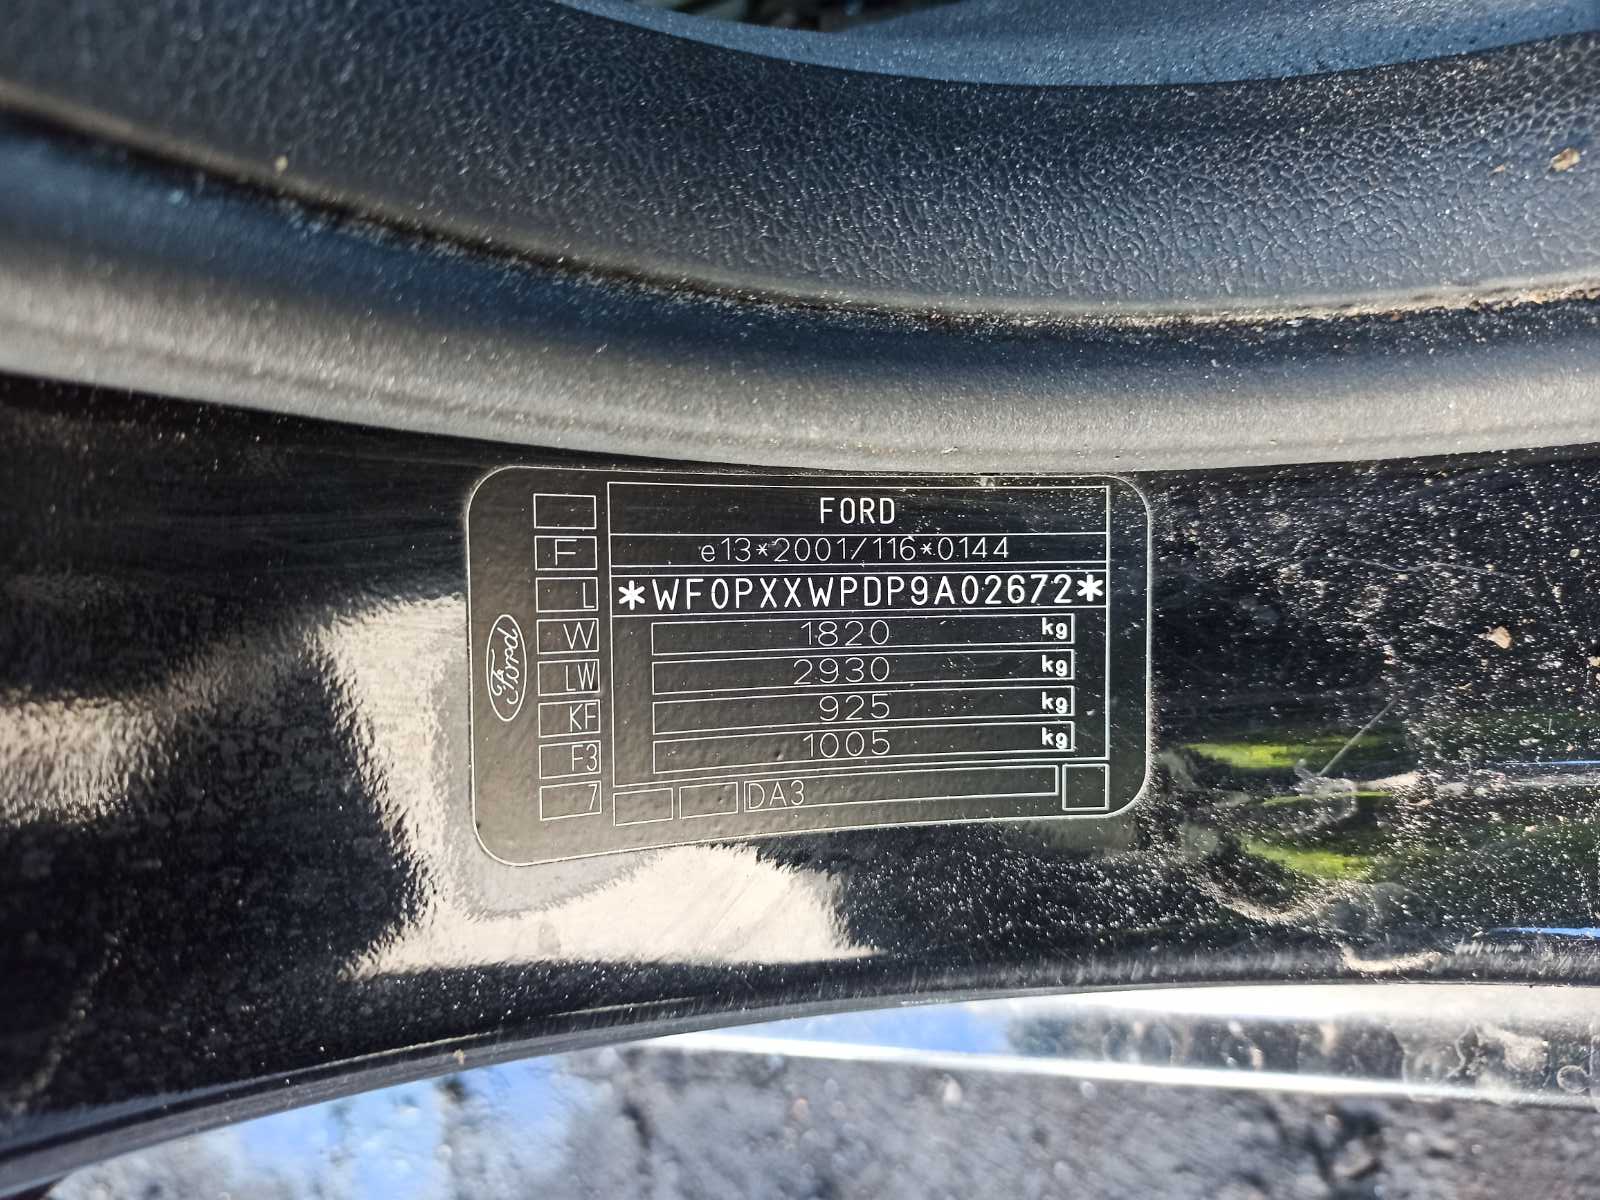 Ford
FORD
F
e13*2001/116*0144
L
*WF0PXXWPDP9A02672*
W
1820 kg
LW
2930 kg
KF
925 kg
F3
1005 kg
7
DA3